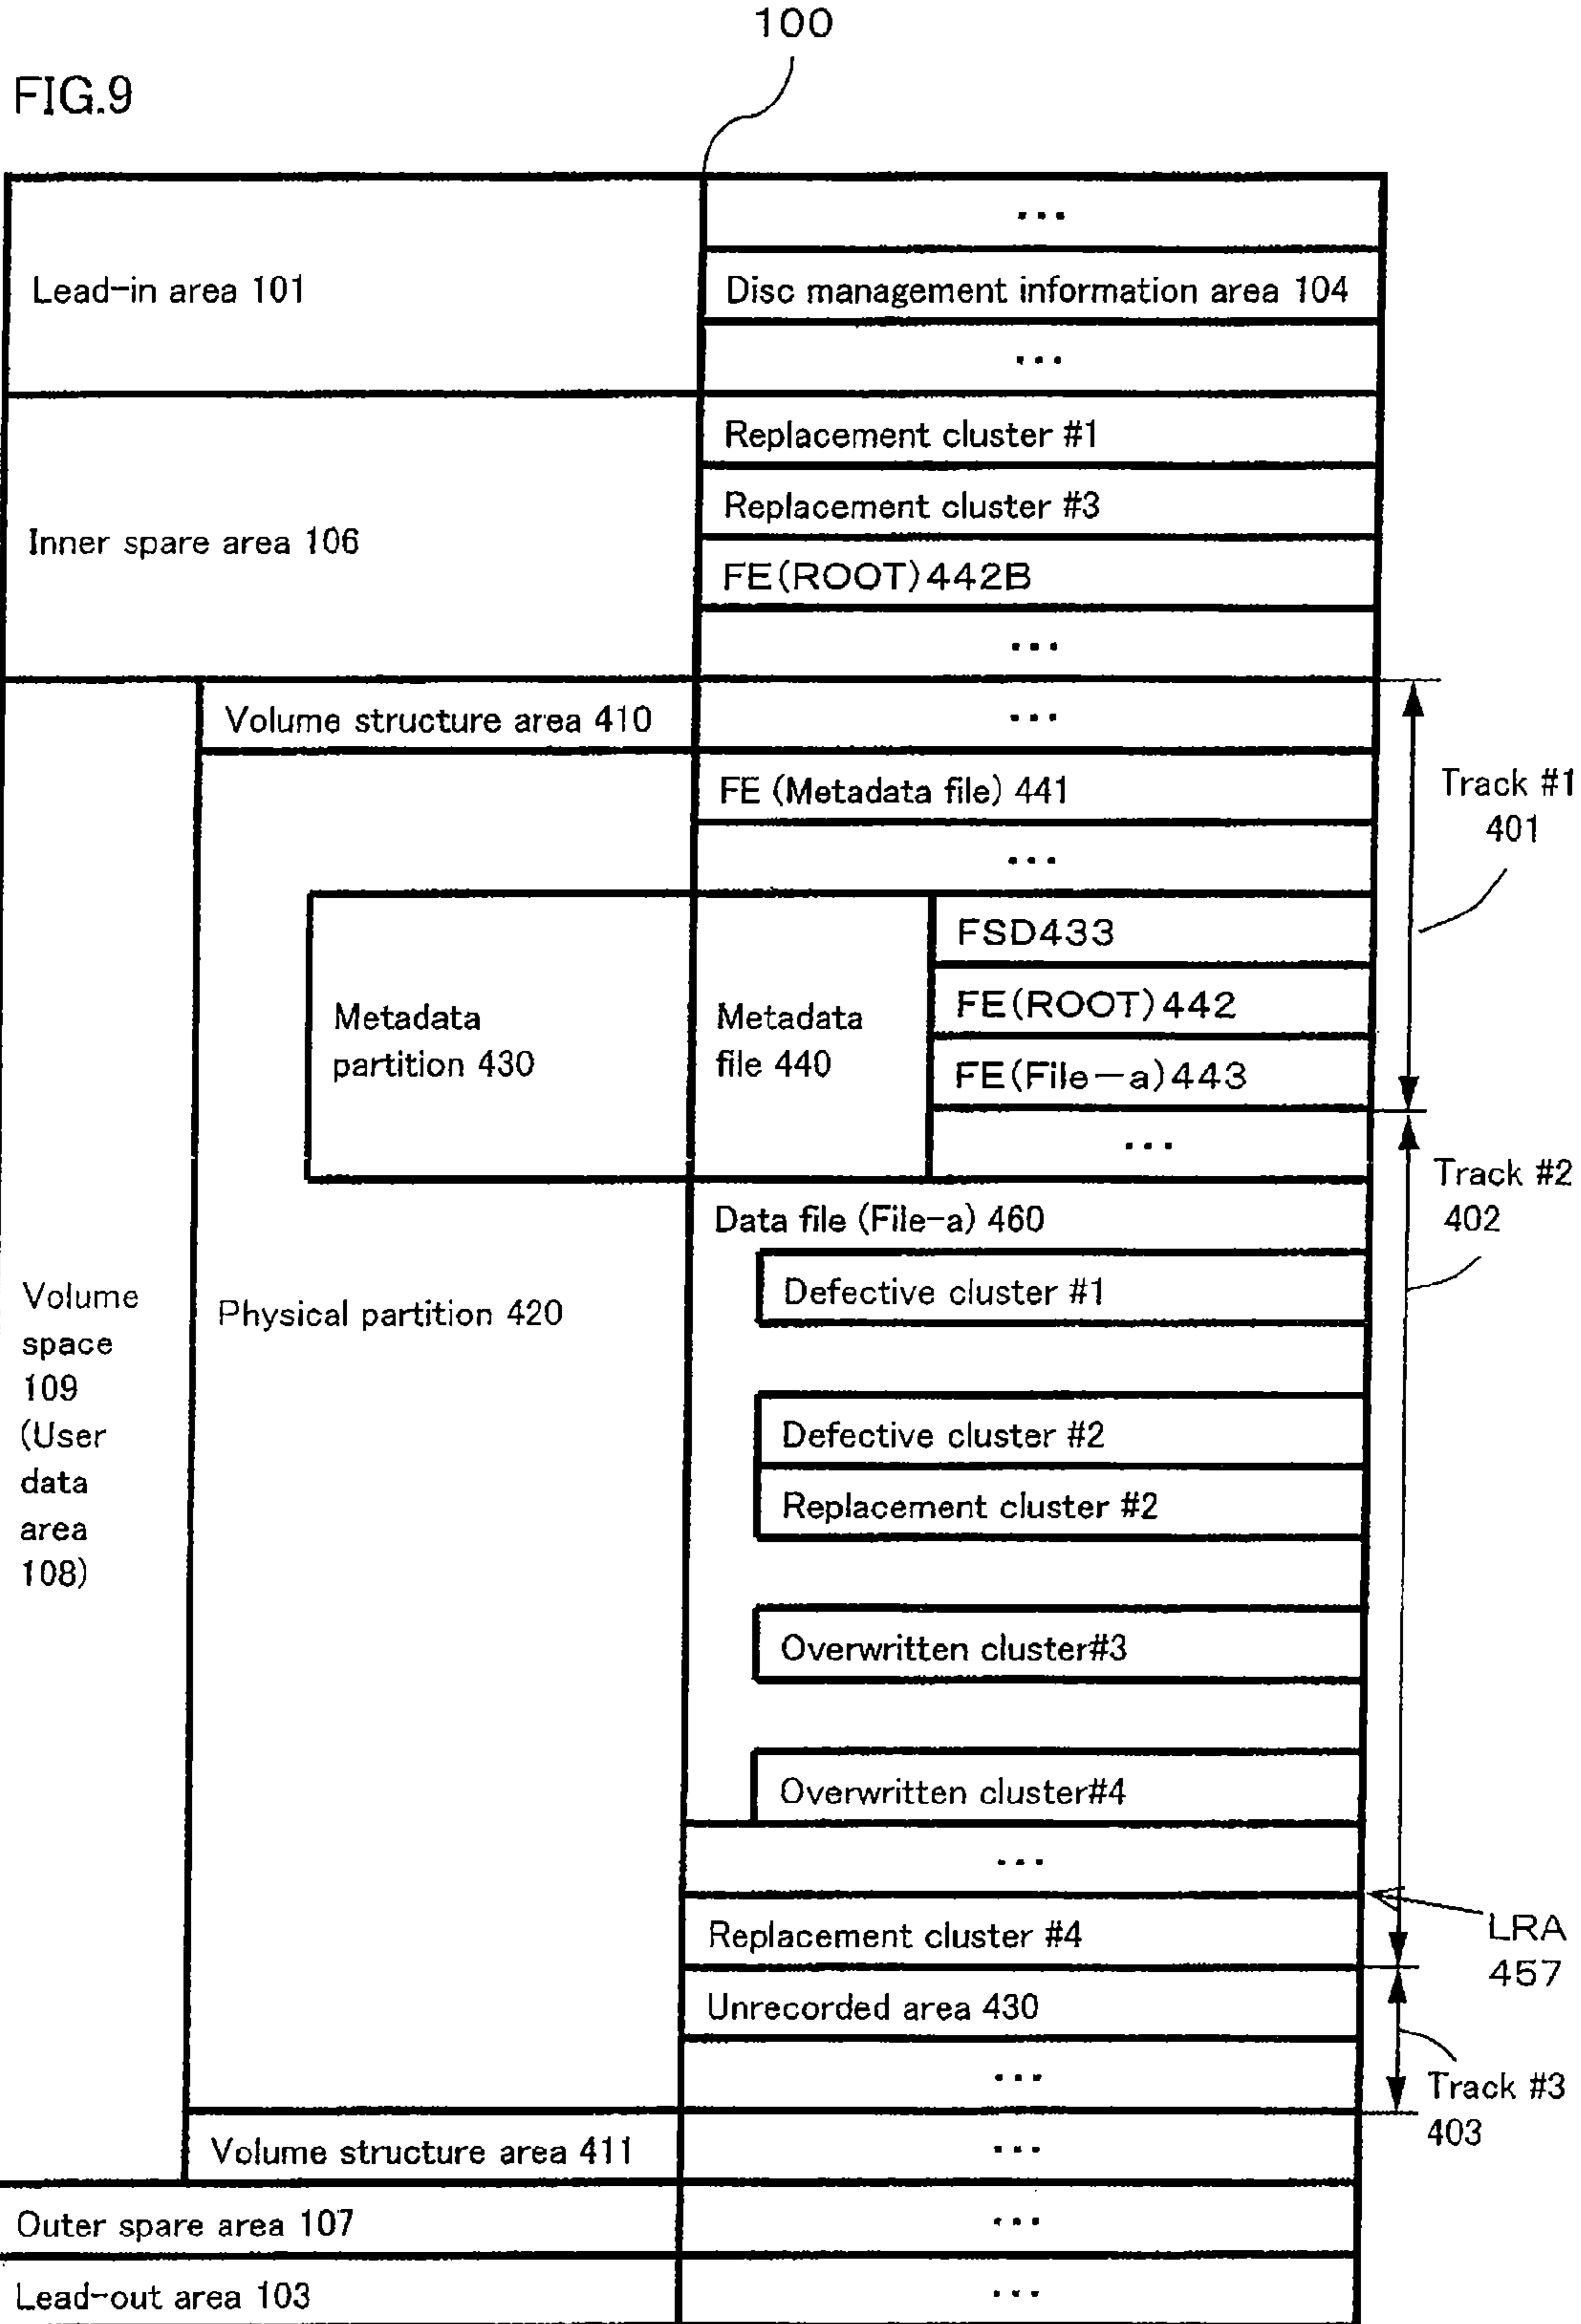 100
FIG.9
...
Lead-in area 101
Disc management information area 104
...
Replacement cluster #1
Replacement cluster #3
Inner spare area 106
FE(ROOT)442B
...
Volume structure area 410
...
FE (Metadata file) 441
Track #1
401
...
FSD433
Metadata
partition 430
Metadata
file 440
FE(ROOT)442
FE(File-a)443
...
Track #2
402
Data file (File-a) 460
Defective cluster #1
Volume
space
109
(User
data
area
108)
Physical partition 420
Defective cluster #2
Replacement cluster #2
Overwritten cluster#3
Overwritten cluster#4
...
Replacement cluster #4
LRA
457
Unrecorded area 430
...
Track #3
403
Volume structure area 411
...
Outer spare area 107
...
Lead-out area 103
...